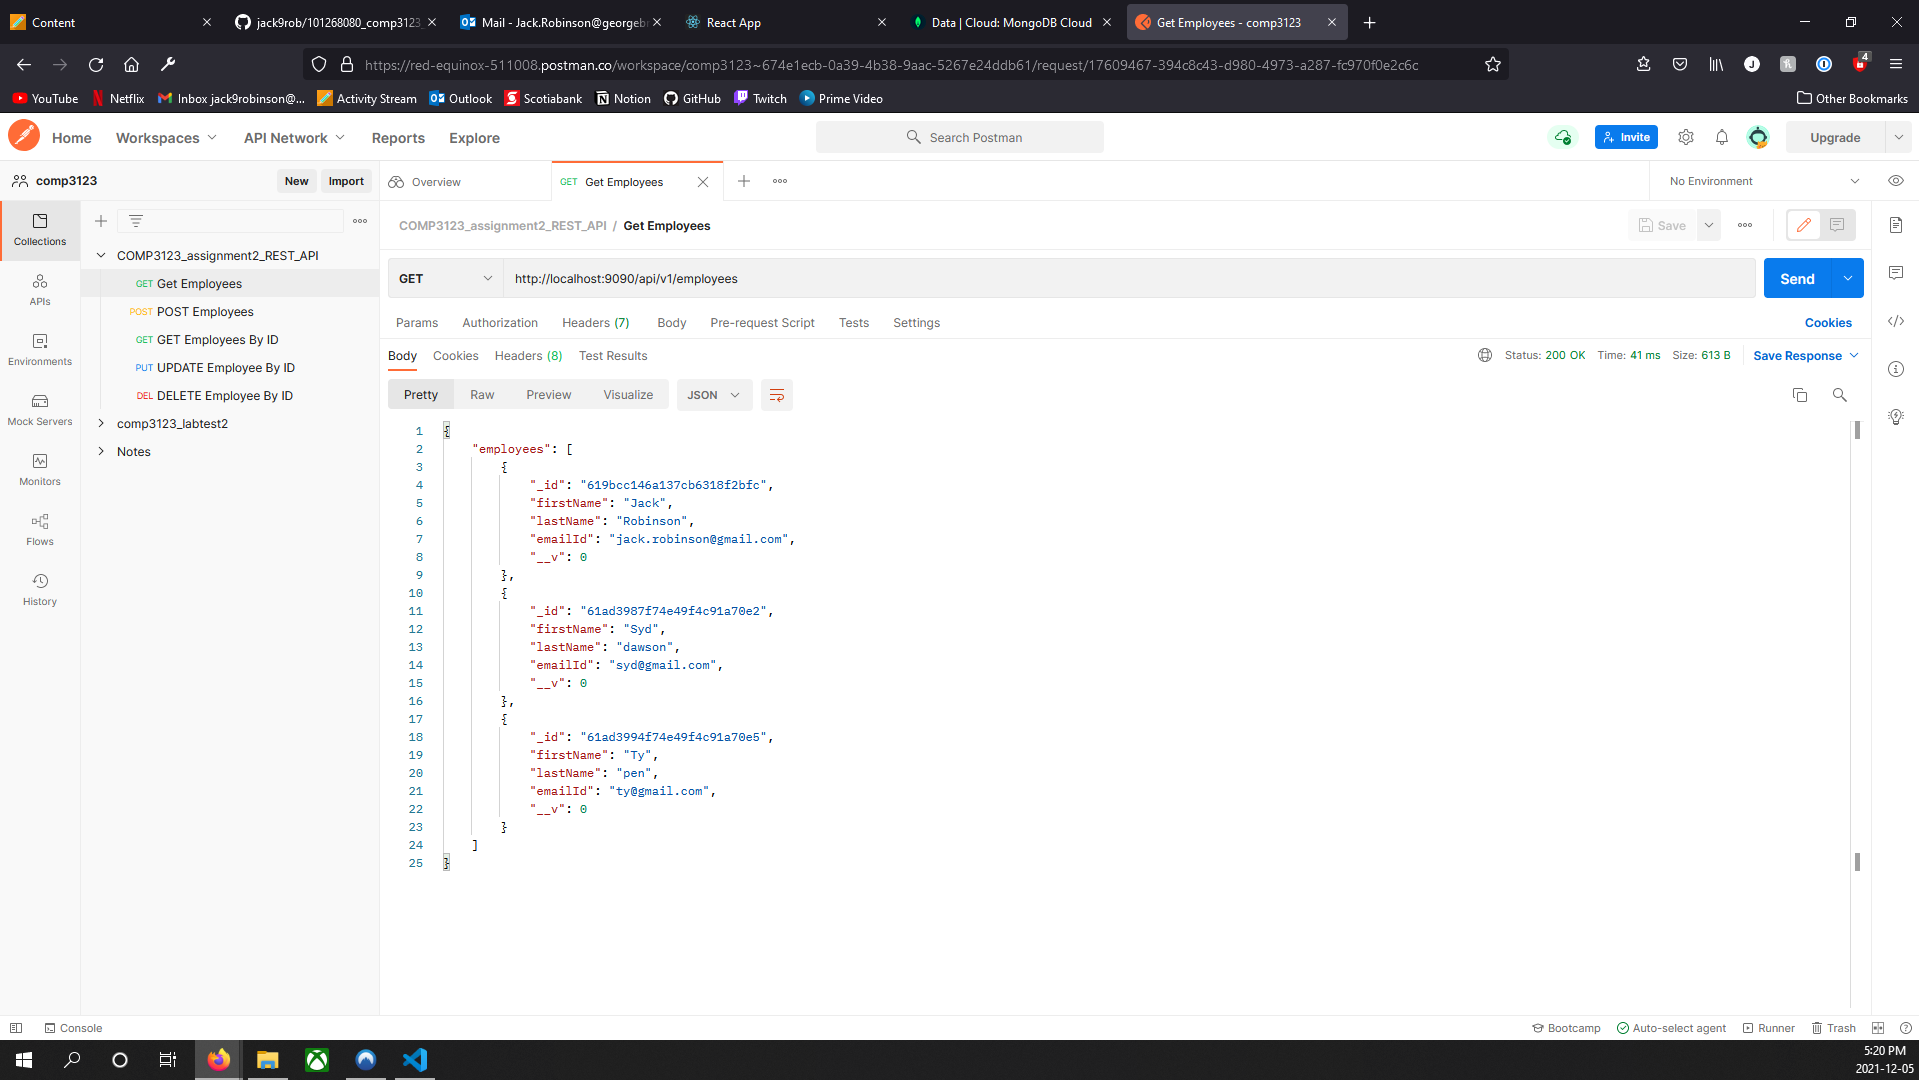 Content
jack9rob/101268080_comp3123_
Mail - Jack.Robinson@georgeb
React App
Data | Cloud: MongoDB Cloud
Get Employees - comp3123
https://red-equinox-511008.postman.co/workspace/comp3123~674e1ecb-0a39-4b38-9aac-5267e24ddb61/request/17609467-394c8c43-d980-4973-a287-fc970f0e2c6c
4
YouTube
Netflix
Inbox jack9robinson@...
Activity Stream
Outlook
Scotiabank
Notion
GitHub
Twitch
Prime Video
Other Bookmarks
Home
Workspaces
API Network
Reports
Explore
Search Postman
Invite
Upgrade
comp3123
New
Import
Overview
GET Get Employees
No Environment
Collections
APIs
Environments
Mock Servers
Monitors
Flows
History
COMP3123_assignment2_REST_API
GET Get Employees
POST POST Employees
GET GET Employees By ID
PUT UPDATE Employee By ID
DEL DELETE Employee By ID
comp3123_labtest2
Notes
COMP3123_assignment2_REST_API / Get Employees
Save
GET
http://localhost:9090/api/v1/employees
Send
Params
Authorization
Headers (7)
Body
Pre-request Script
Tests
Settings
Cookies
Body
Cookies
Headers (8)
Test Results
Status: 200 OK
Time: 41 ms
Size: 613 B
Save Response
Pretty
Raw
Preview
Visualize
JSON
1 {
2 "employees": [
3 {
4 "_id": "619bcc146a137cb6318f2bfc",
5 "firstName": "Jack",
6 "lastName": "Robinson",
7 "emailId": "jack.robinson@gmail.com",
8 "__v": 0
9 },
10 {
11 "_id": "61ad3987f74e49f4c91a70e2",
12 "firstName": "Syd",
13 "lastName": "dawson",
14 "emailId": "syd@gmail.com",
15 "__v": 0
16 },
17 {
18 "_id": "61ad3994f74e49f4c91a70e5",
19 "firstName": "Ty",
20 "lastName": "pen",
21 "emailId": "ty@gmail.com",
22 "__v": 0
23 }
24 ]
25 }
Console
Bootcamp
Auto-select agent
Runner
Trash
5:20 PM
2021-12-05